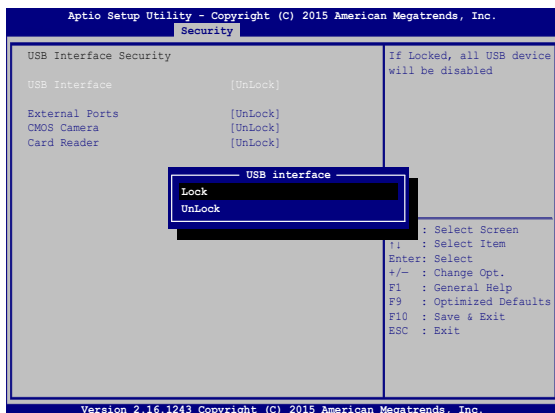 Aptio Setup Utility - Copyright (C) 2015 American Megatrends, Inc.
Security
USB Interface Security
USB Interface [UnLock]
External Ports [UnLock]
CMOS Camera [UnLock]
Card Reader [UnLock]
If Locked, all USB device
will be disabled
USB interface
Lock
UnLock
: Select Screen
↑↓ : Select Item
Enter: Select
+/— : Change Opt.
F1 : General Help
F9 : Optimized Defaults
F10 : Save & Exit
ESC : Exit
Version 2.16.1243 Copyright (C) 2015 American Megatrends, Inc.